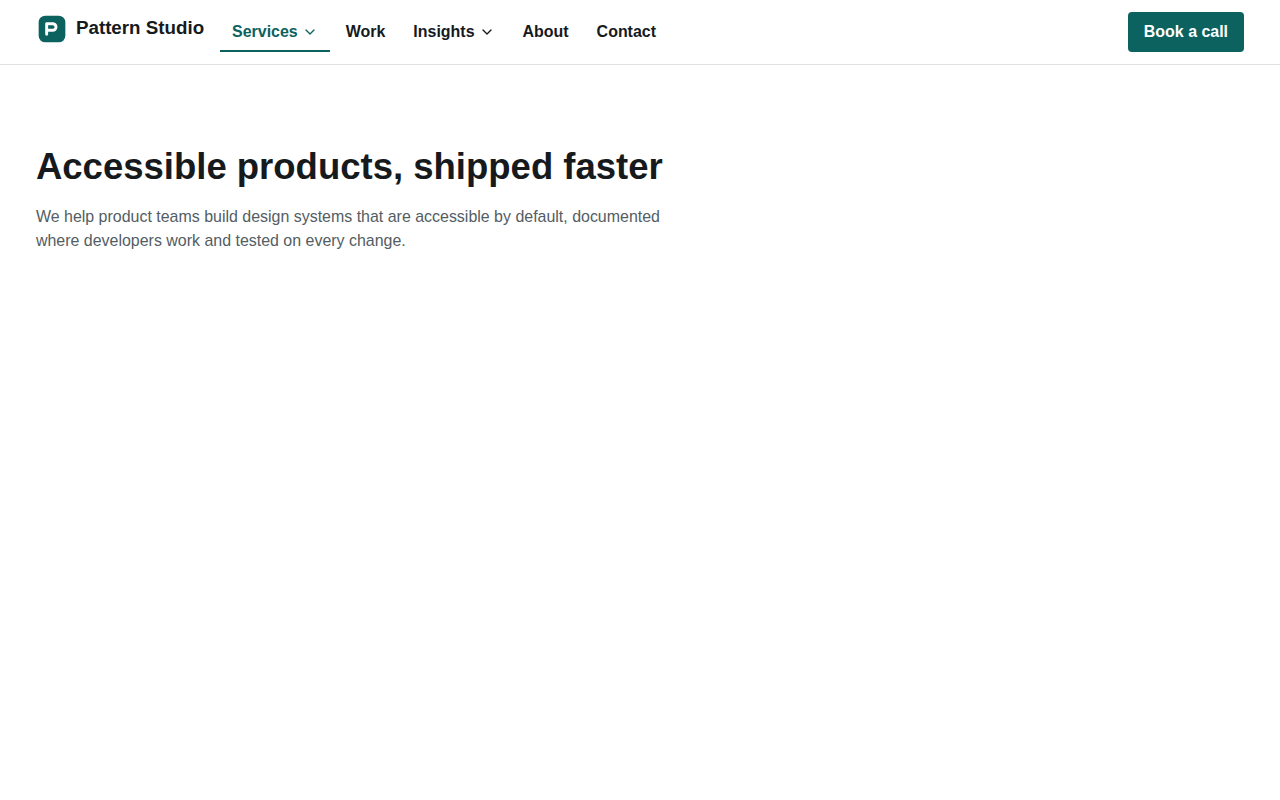 Pattern Studio
Services
Work
Insights
About
Contact
Book a call
Accessible products, shipped faster
We help product teams build design systems that are accessible by default, documented
where developers work and tested on every change.